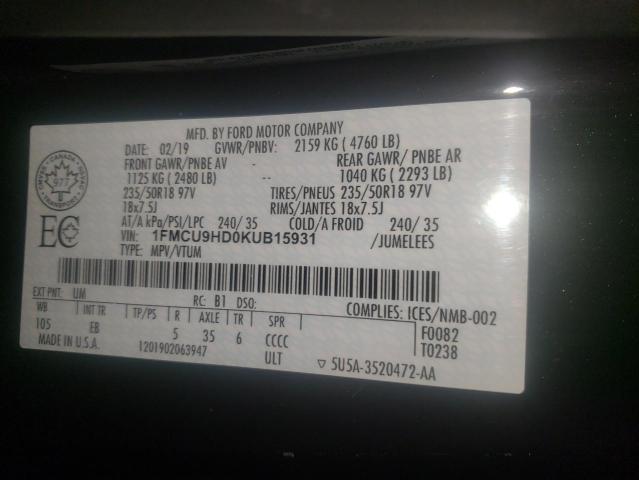 MFD. BY FORD MOTOR COMPANY
DATE: 02/19 GVWR/PNBV: 2159 KG ( 4760 LB)
FRONT GAWR/PNBE AV - REAR GAWR/ PNBE AR
1125 KG ( 2480 LB) -- 1040 KG ( 2293 LB)
235/50R18 97V TIRES/PNEUS 235/50R18 97V
18x7.5J RIMS/JANTES 18x7.5J
AT/A kPa/PSI/LPC 240/ 35 COLD/A FROID 240/ 35
VIN: 1FMCU9HD0KUB15931 /JUMELEES
TYPE: MPV/VTUM
CANADA
TRANSPORT
977
EC
EXT PNT: UM RC: B1 DSO: COMPLIES: ICES/NMB-002
WB INT TR TP/PS R AXLE TR SPR F0082
105 EB 5 35 6 CCCC T0238
MADE IN U.S.A. 1201902063947 ULT ▽ 5U5A-3520472-AA